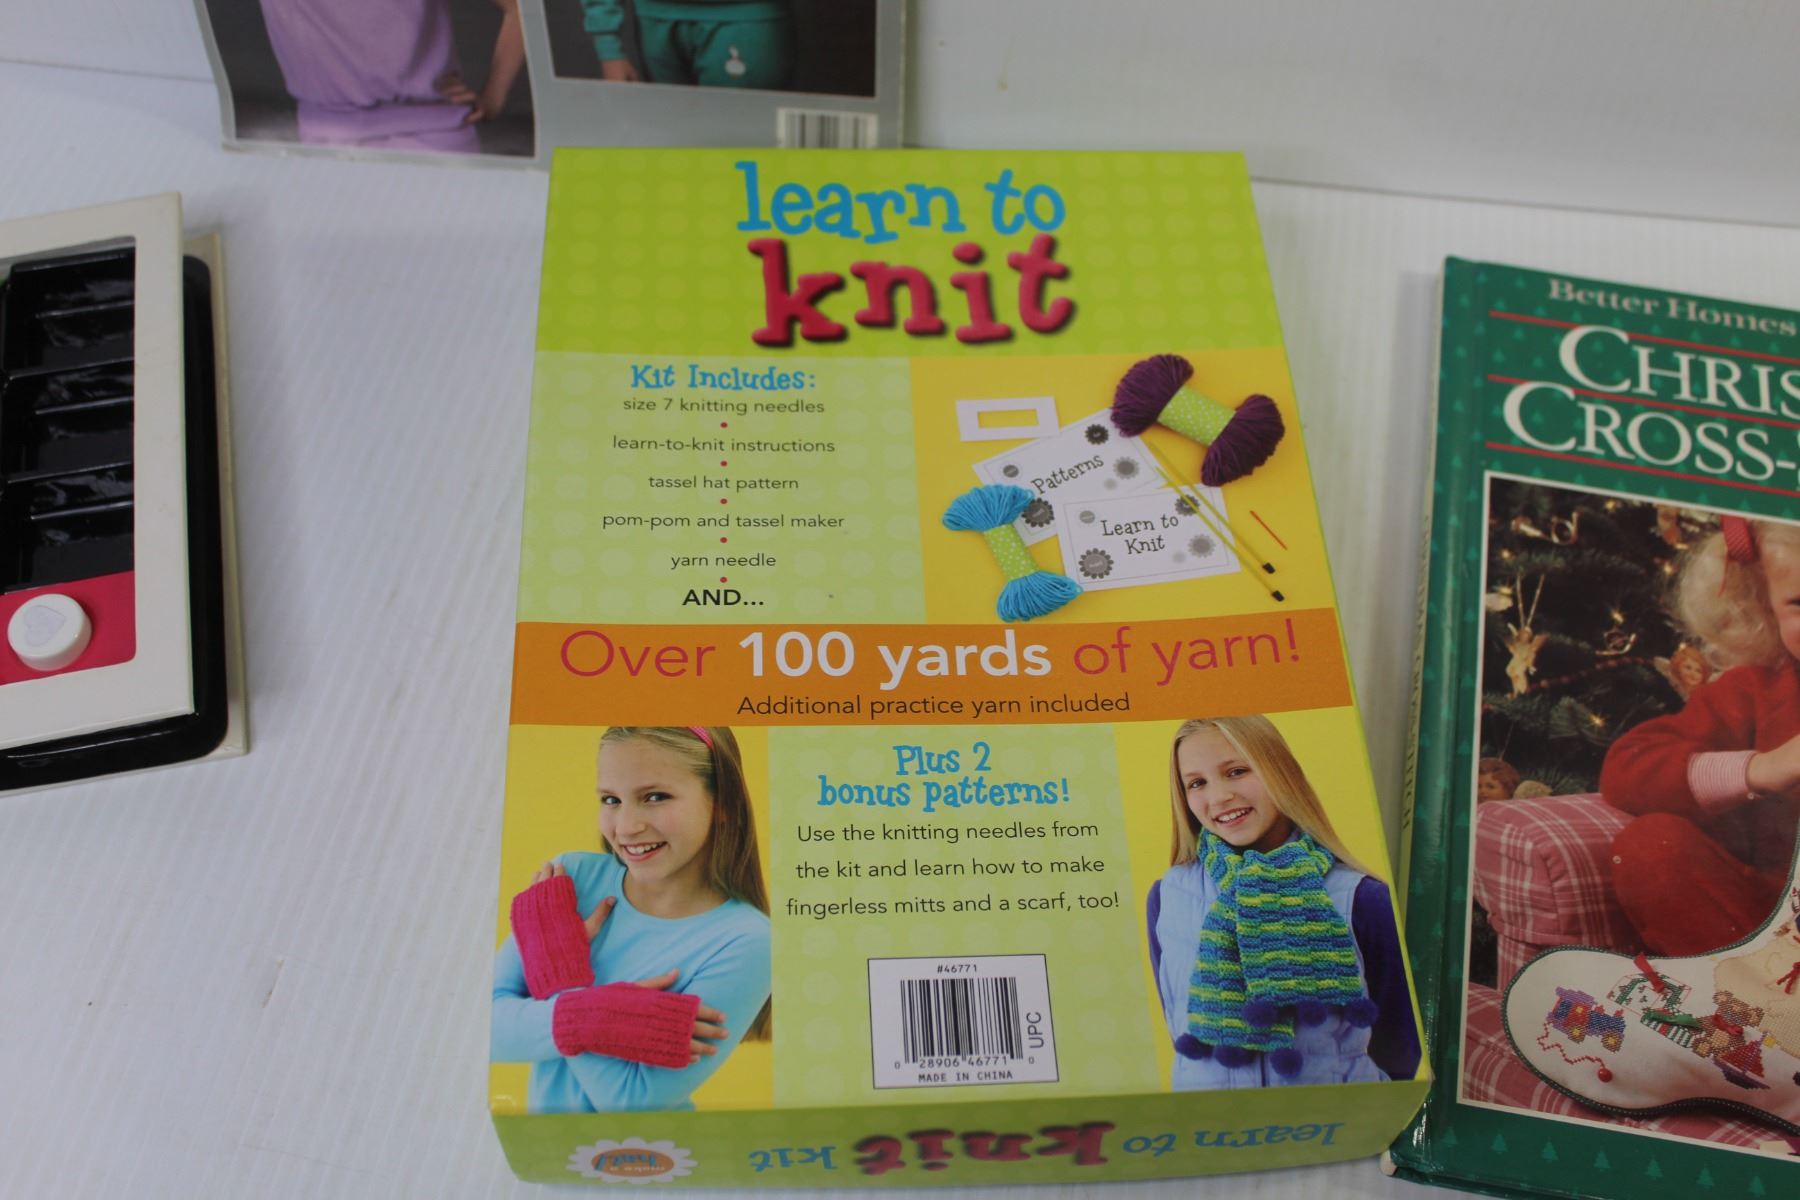 learn to
knit
Kit Includes:
size 7 knitting needles
learn-to-knit instructions
tassel hat pattern
pom-pom and tassel maker
yarn needle
AND...
Patterns
Learn to
Knit
Over 100 yards of yarn!
Additional practice yarn included
Plus 2
bonus patterns!
Use the knitting needles from
the kit and learn how to make
fingerless mitts and a scarf, too!
#46771
0 28906 46771 0
UPC
MADE IN CHINA
learn to knit kit
make a
hat!
Better Homes
CHRIS
CROSS-